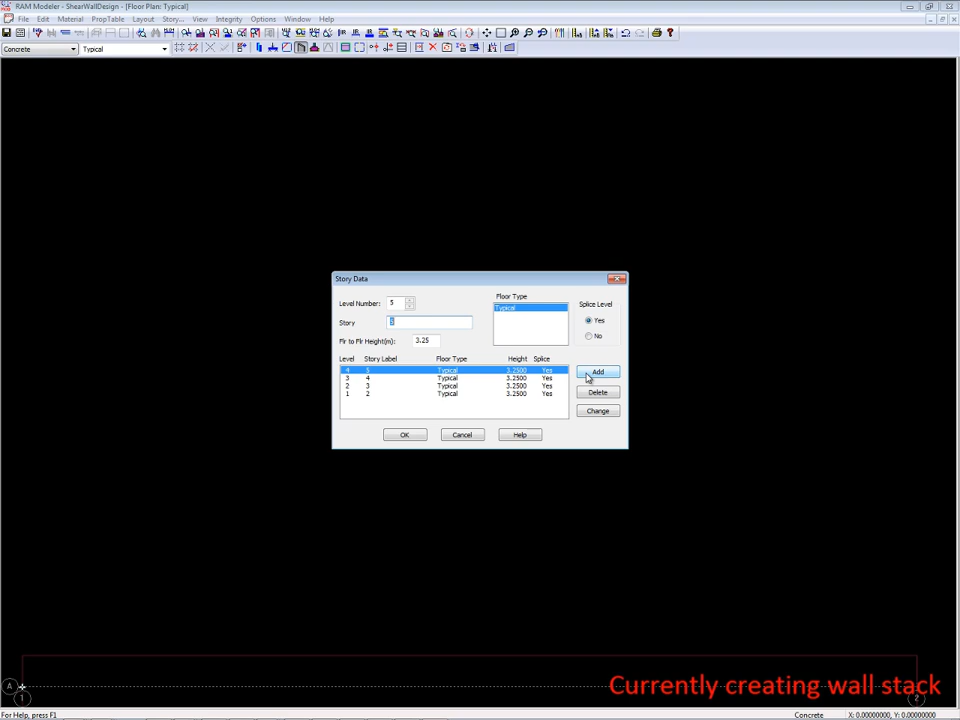 RAM Modeler - ShearWallDesign - [Floor Plan: Typical]
File Edit Material PropTable Layout Story... View Integrity Options Window Help
Concrete Typical
Story Data
Level Number: 5
Floor Type
Typical
Splice Level
Yes
No
Story 5
Flr to Flr Height(m): 3.25
Level Story Label Floor Type Height Splice
4 5 Typical 3.2500 Yes
3 4 Typical 3.2500 Yes
2 3 Typical 3.2500 Yes
1 2 Typical 3.2500 Yes
Add
Delete
Change
OK Cancel Help
A
1
2
Currently creating wall stack
For Help, press F1 Concrete X: 0.00000000, Y: 0.00000000